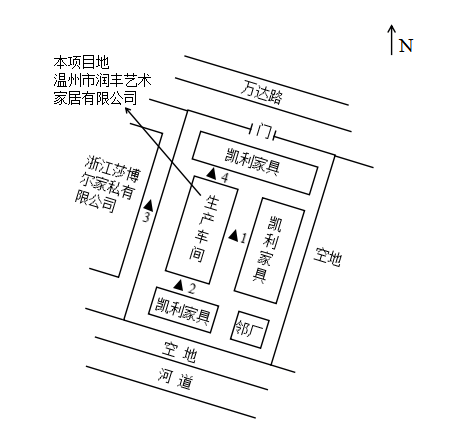 本项目地
温州市润丰艺术
家居有限公司
N
万达路
门
凯利家具
4
浙江莎博
尔家私有
限公司
3
生产车间
1
凯利家具
空地
2
凯利家具
邻厂
空地
河道